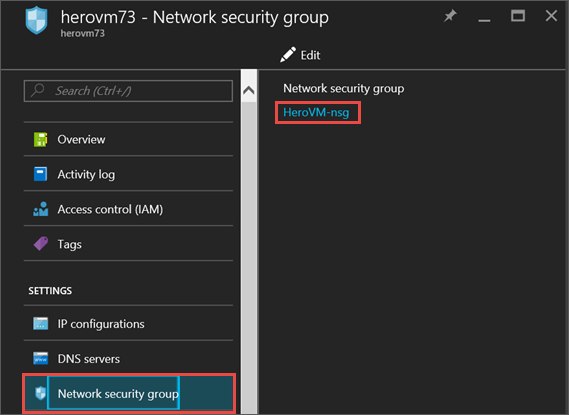 herovm73 - Network security group
herovm73
Edit
Search (Ctrl+/)
Overview
Activity log
Access control (IAM)
Tags
SETTINGS
IP configurations
DNS servers
Network security group
Network security group
HeroVM-nsg